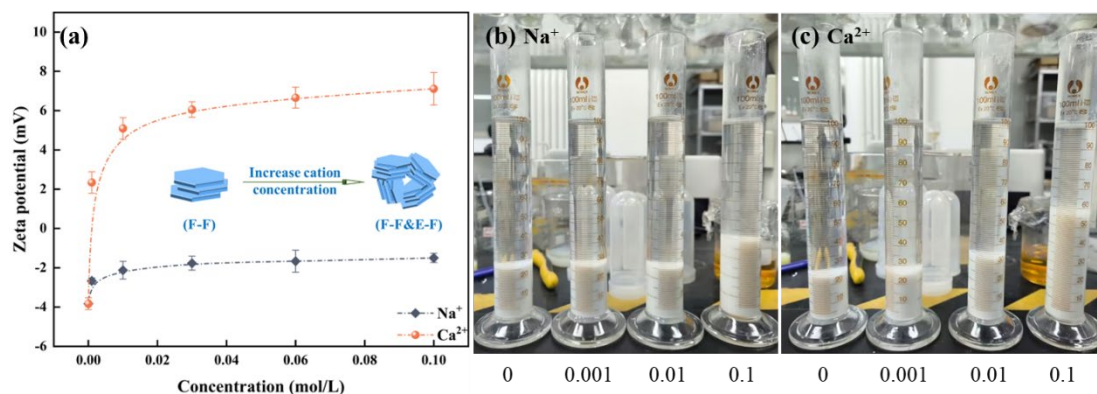 (a)
Zeta potential (mV)
8
6
4
2
0
-2
-4
-6
Increase cation
concentration
(F-F)
(F-F&E-F)
Na⁺
Ca²⁺
0.00
0.02
0.04
0.06
0.08
0.10
Concentration (mol/L)
(b) Na⁺
0
0.001
0.01
0.1
(c) Ca²⁺
0
0.001
0.01
0.1